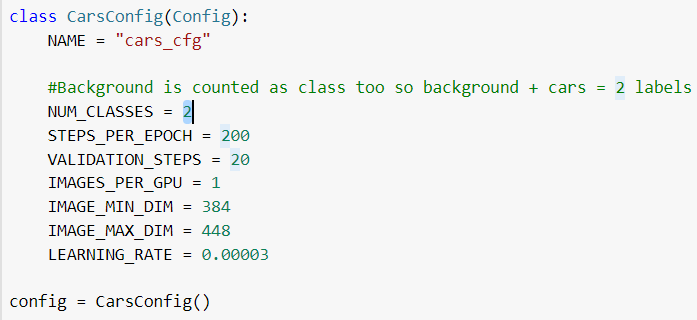 class CarsConfig(Config):
    NAME = "cars_cfg"
    #Background is counted as class too so background + cars = 2 labels
    NUM_CLASSES = 2
    STEPS_PER_EPOCH = 200
    VALIDATION_STEPS = 20
    IMAGES_PER_GPU = 1
    IMAGE_MIN_DIM = 384
    IMAGE_MAX_DIM = 448
    LEARNING_RATE = 0.00003
config = CarsConfig()